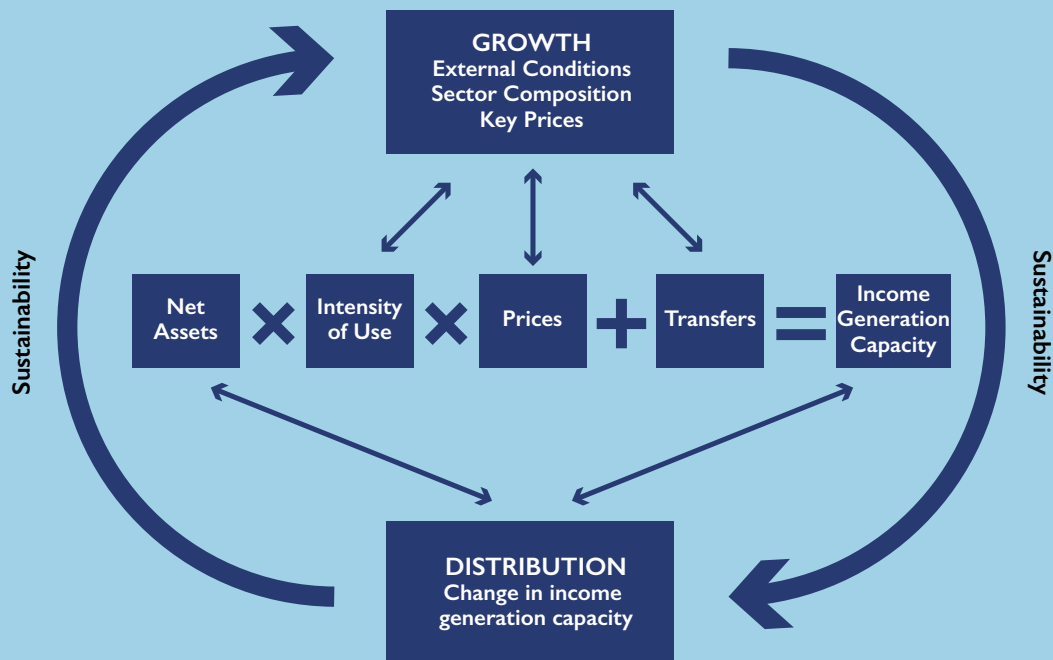 GROWTH
External Conditions
Sector Composition
Key Prices
Sustainability
Net
Assets
×
Intensity
of Use
×
Prices
+
Transfers
=
Income
Generation
Capacity
Sustainability
DISTRIBUTION
Change in income
generation capacity